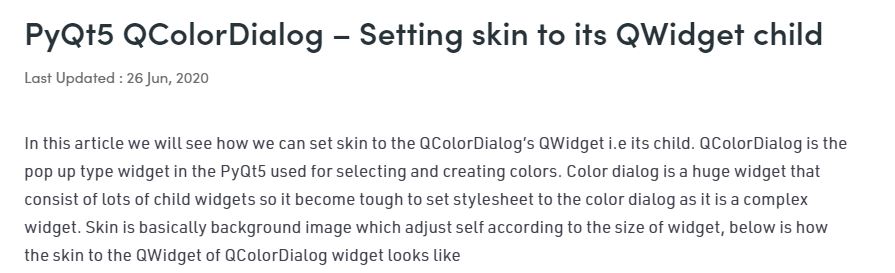 PyQt5 QColorDialog – Setting skin to its QWidget child
Last Updated : 26 Jun, 2020
In this article we will see how we can set skin to the QColorDialog's QWidget i.e its child. QColorDialog is the
pop up type widget in the PyQt5 used for selecting and creating colors. Color dialog is a huge widget that
consist of lots of child widgets so it become tough to set stylesheet to the color dialog as it is a complex
widget. Skin is basically background image which adjust self according to the size of widget, below is how
the skin to the QWidget of QColorDialog widget looks like